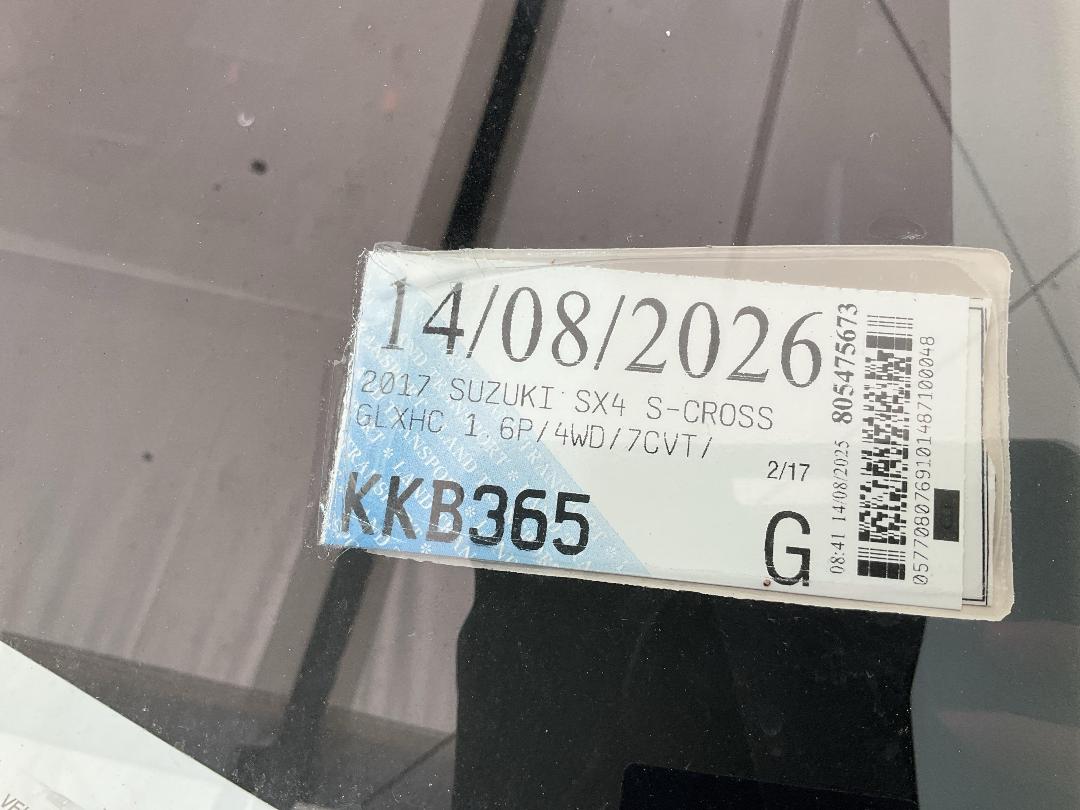 14/08/2026
2017 SUZUKI SX4 S-CROSS
GLXHC 1.6P/4WD/7CVT/
2/17
KKB365
G
08:41 14/08/2025 805475673
0577080769101487100048